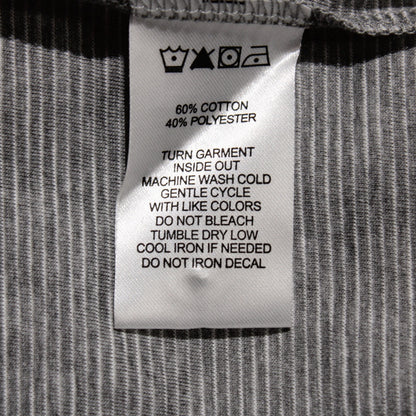 60% COTTON
40% POLYESTER
TURN GARMENT
INSIDE OUT
MACHINE WASH COLD
GENTLE CYCLE
WITH LIKE COLORS
DO NOT BLEACH
TUMBLE DRY LOW
COOL IRON IF NEEDED
DO NOT IRON DECAL